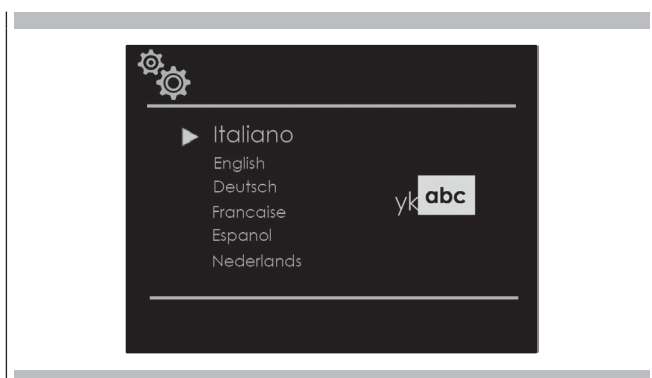 Italiano
English
Deutsch
Francaise
Espanol
Nederlands
yk abc